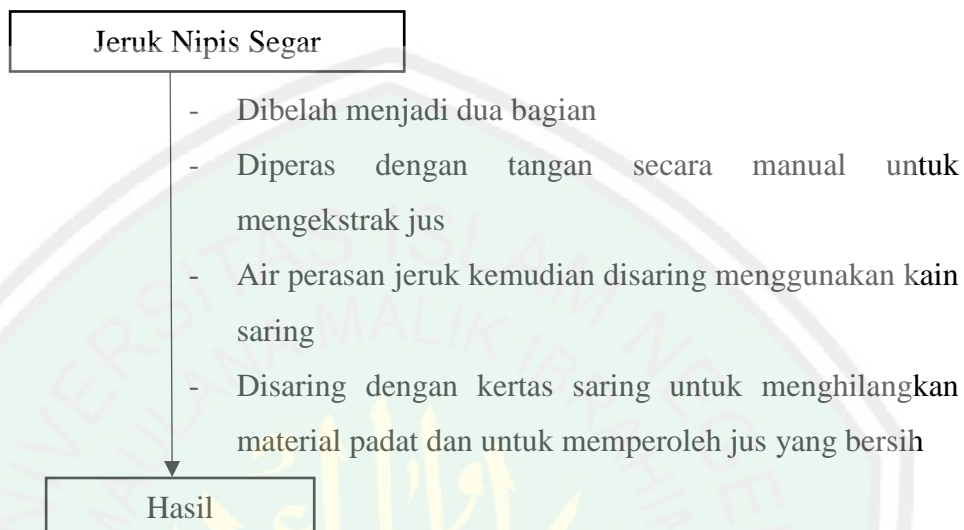 Jeruk Nipis Segar
- Dibelah menjadi dua bagian
- Diperas dengan tangan secara manual untuk
mengekstrak jus
- Air perasan jeruk kemudian disaring menggunakan kain
saring
- Disaring dengan kertas saring untuk menghilangkan
material padat dan untuk memperoleh jus yang bersih
Hasil